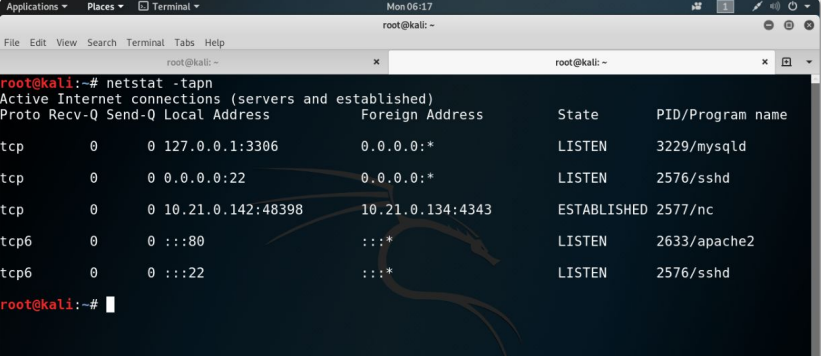 Applications Places Terminal Mon 06:17 1
root@kali: ~
File Edit View Search Terminal Tabs Help
root@kali: ~ × root@kali: ~ ×
root@kali:~# netstat -tapn
Active Internet connections (servers and established)
Proto Recv-Q Send-Q Local Address Foreign Address State PID/Program name
tcp 0 0 127.0.0.1:3306 0.0.0.0:* LISTEN 3229/mysqld
tcp 0 0 0.0.0.0:22 0.0.0.0:* LISTEN 2576/sshd
tcp 0 0 10.21.0.142:48398 10.21.0.134:4343 ESTABLISHED 2577/nc
tcp6 0 0 :::80 :::* LISTEN 2633/apache2
tcp6 0 0 :::22 :::* LISTEN 2576/sshd
root@kali:~#